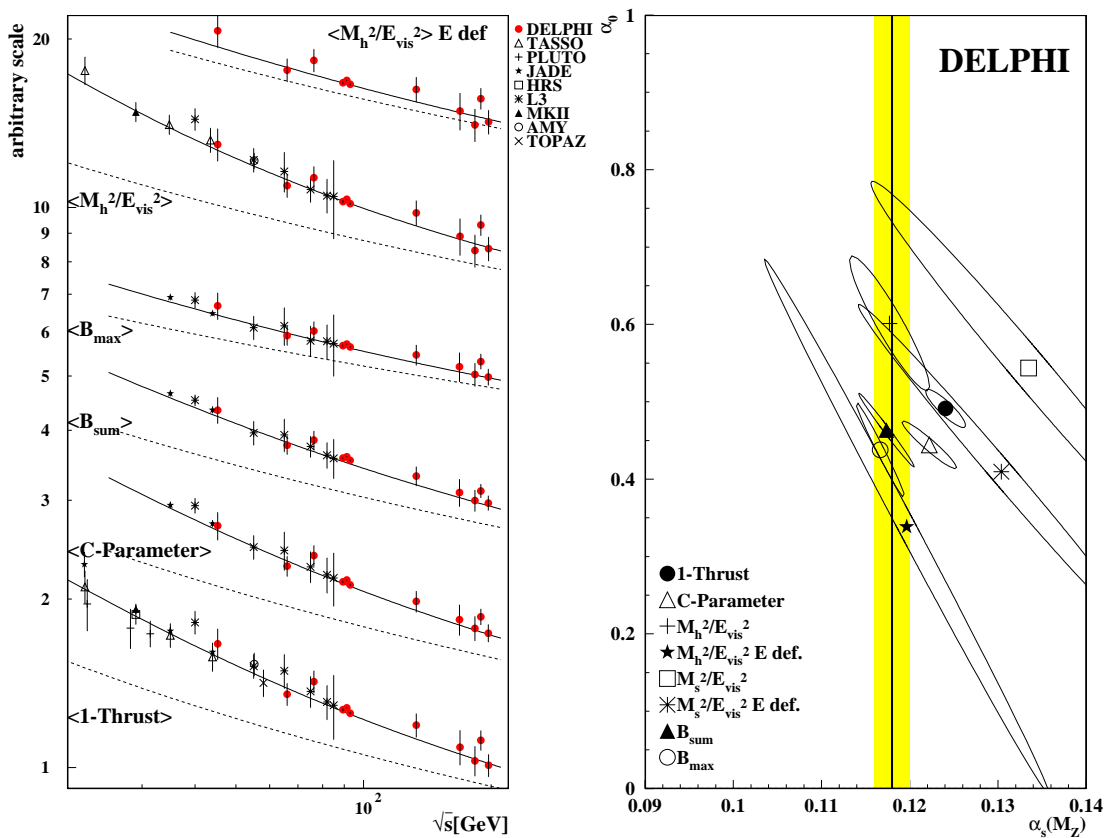 <M_h²/E_vis²> E def
DELPHI
TASSO
PLUTO
JADE
HRS
L3
MKII
AMY
TOPAZ
arbitrary scale
20
10
9
8
7
6
5
4
3
2
1
<M_h²/E_vis²>
<B_max>
<B_sum>
<C-Parameter>
<1-Thrust>
10²
√s[GeV]
α₀
1
0.8
0.6
0.4
0.2
0
DELPHI
1-Thrust
C-Parameter
M_h²/E_vis²
M_h²/E_vis² E def.
M_s²/E_vis²
M_s²/E_vis² E def.
B_sum
B_max
0.09 0.1 0.11 0.12 0.13 0.14
α_s(M_Z)